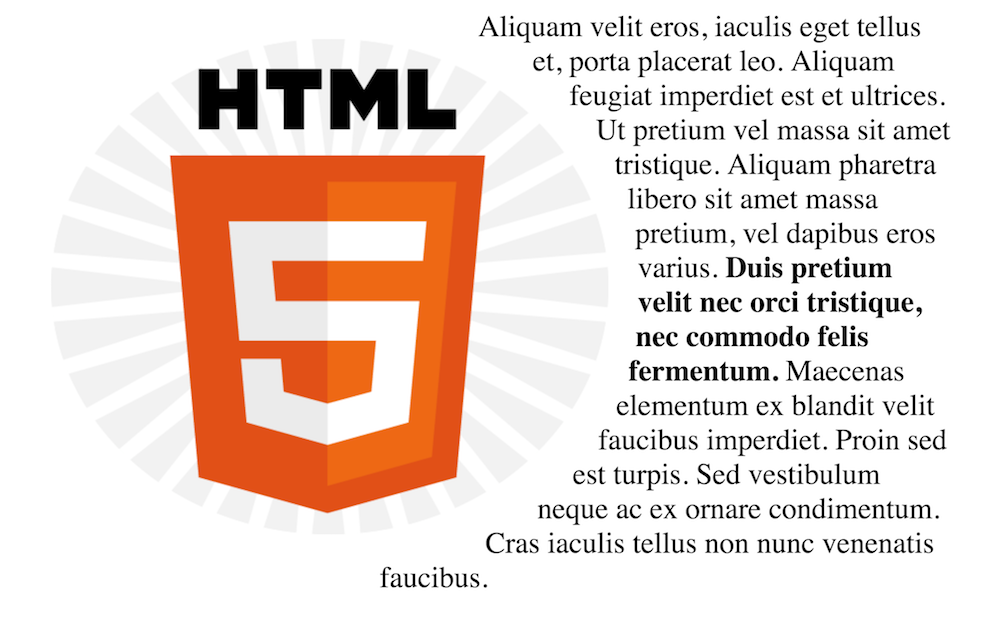 HTML
5
Aliquam velit eros, iaculis eget tellus
et, porta placerat leo. Aliquam
feugiat imperdiet est et ultrices.
Ut pretium vel massa sit amet
tristique. Aliquam pharetra
libero sit amet massa
pretium, vel dapibus eros
varius. Duis pretium
velit nec orci tristique,
nec commodo felis
fermentum. Maecenas
elementum ex blandit velit
faucibus imperdiet. Proin sed
est turpis. Sed vestibulum
neque ac ex ornare condimentum.
Cras iaculis tellus non nunc venenatis
faucibus.